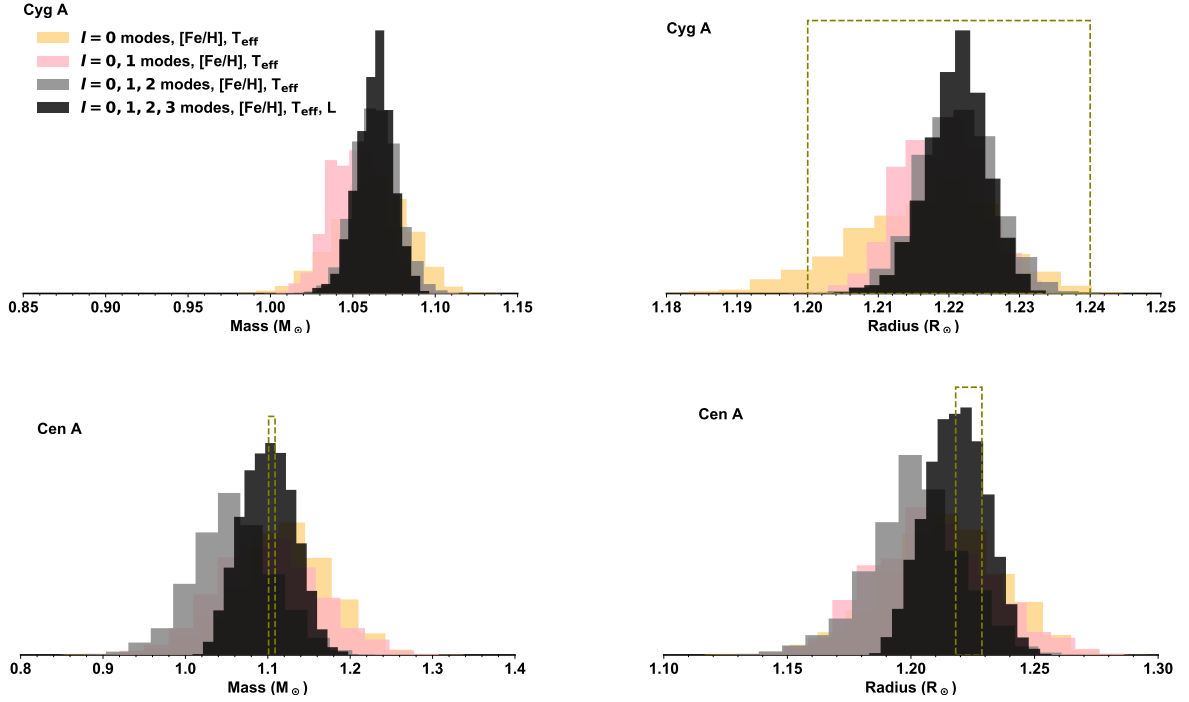 Cyg A
l = 0 modes, [Fe/H], Teff
l = 0, 1 modes, [Fe/H], Teff
l = 0, 1, 2 modes, [Fe/H], Teff
l = 0, 1, 2, 3 modes, [Fe/H], Teff, L
0.85 0.90 0.95 1.00 1.05 1.10 1.15
Mass (M⊙)
Cyg A
1.18 1.19 1.20 1.21 1.22 1.23 1.24 1.25
Radius (R⊙)
Cen A
0.8 0.9 1.0 1.1 1.2 1.3 1.4
Mass (M⊙)
Cen A
1.10 1.15 1.20 1.25 1.30
Radius (R⊙)